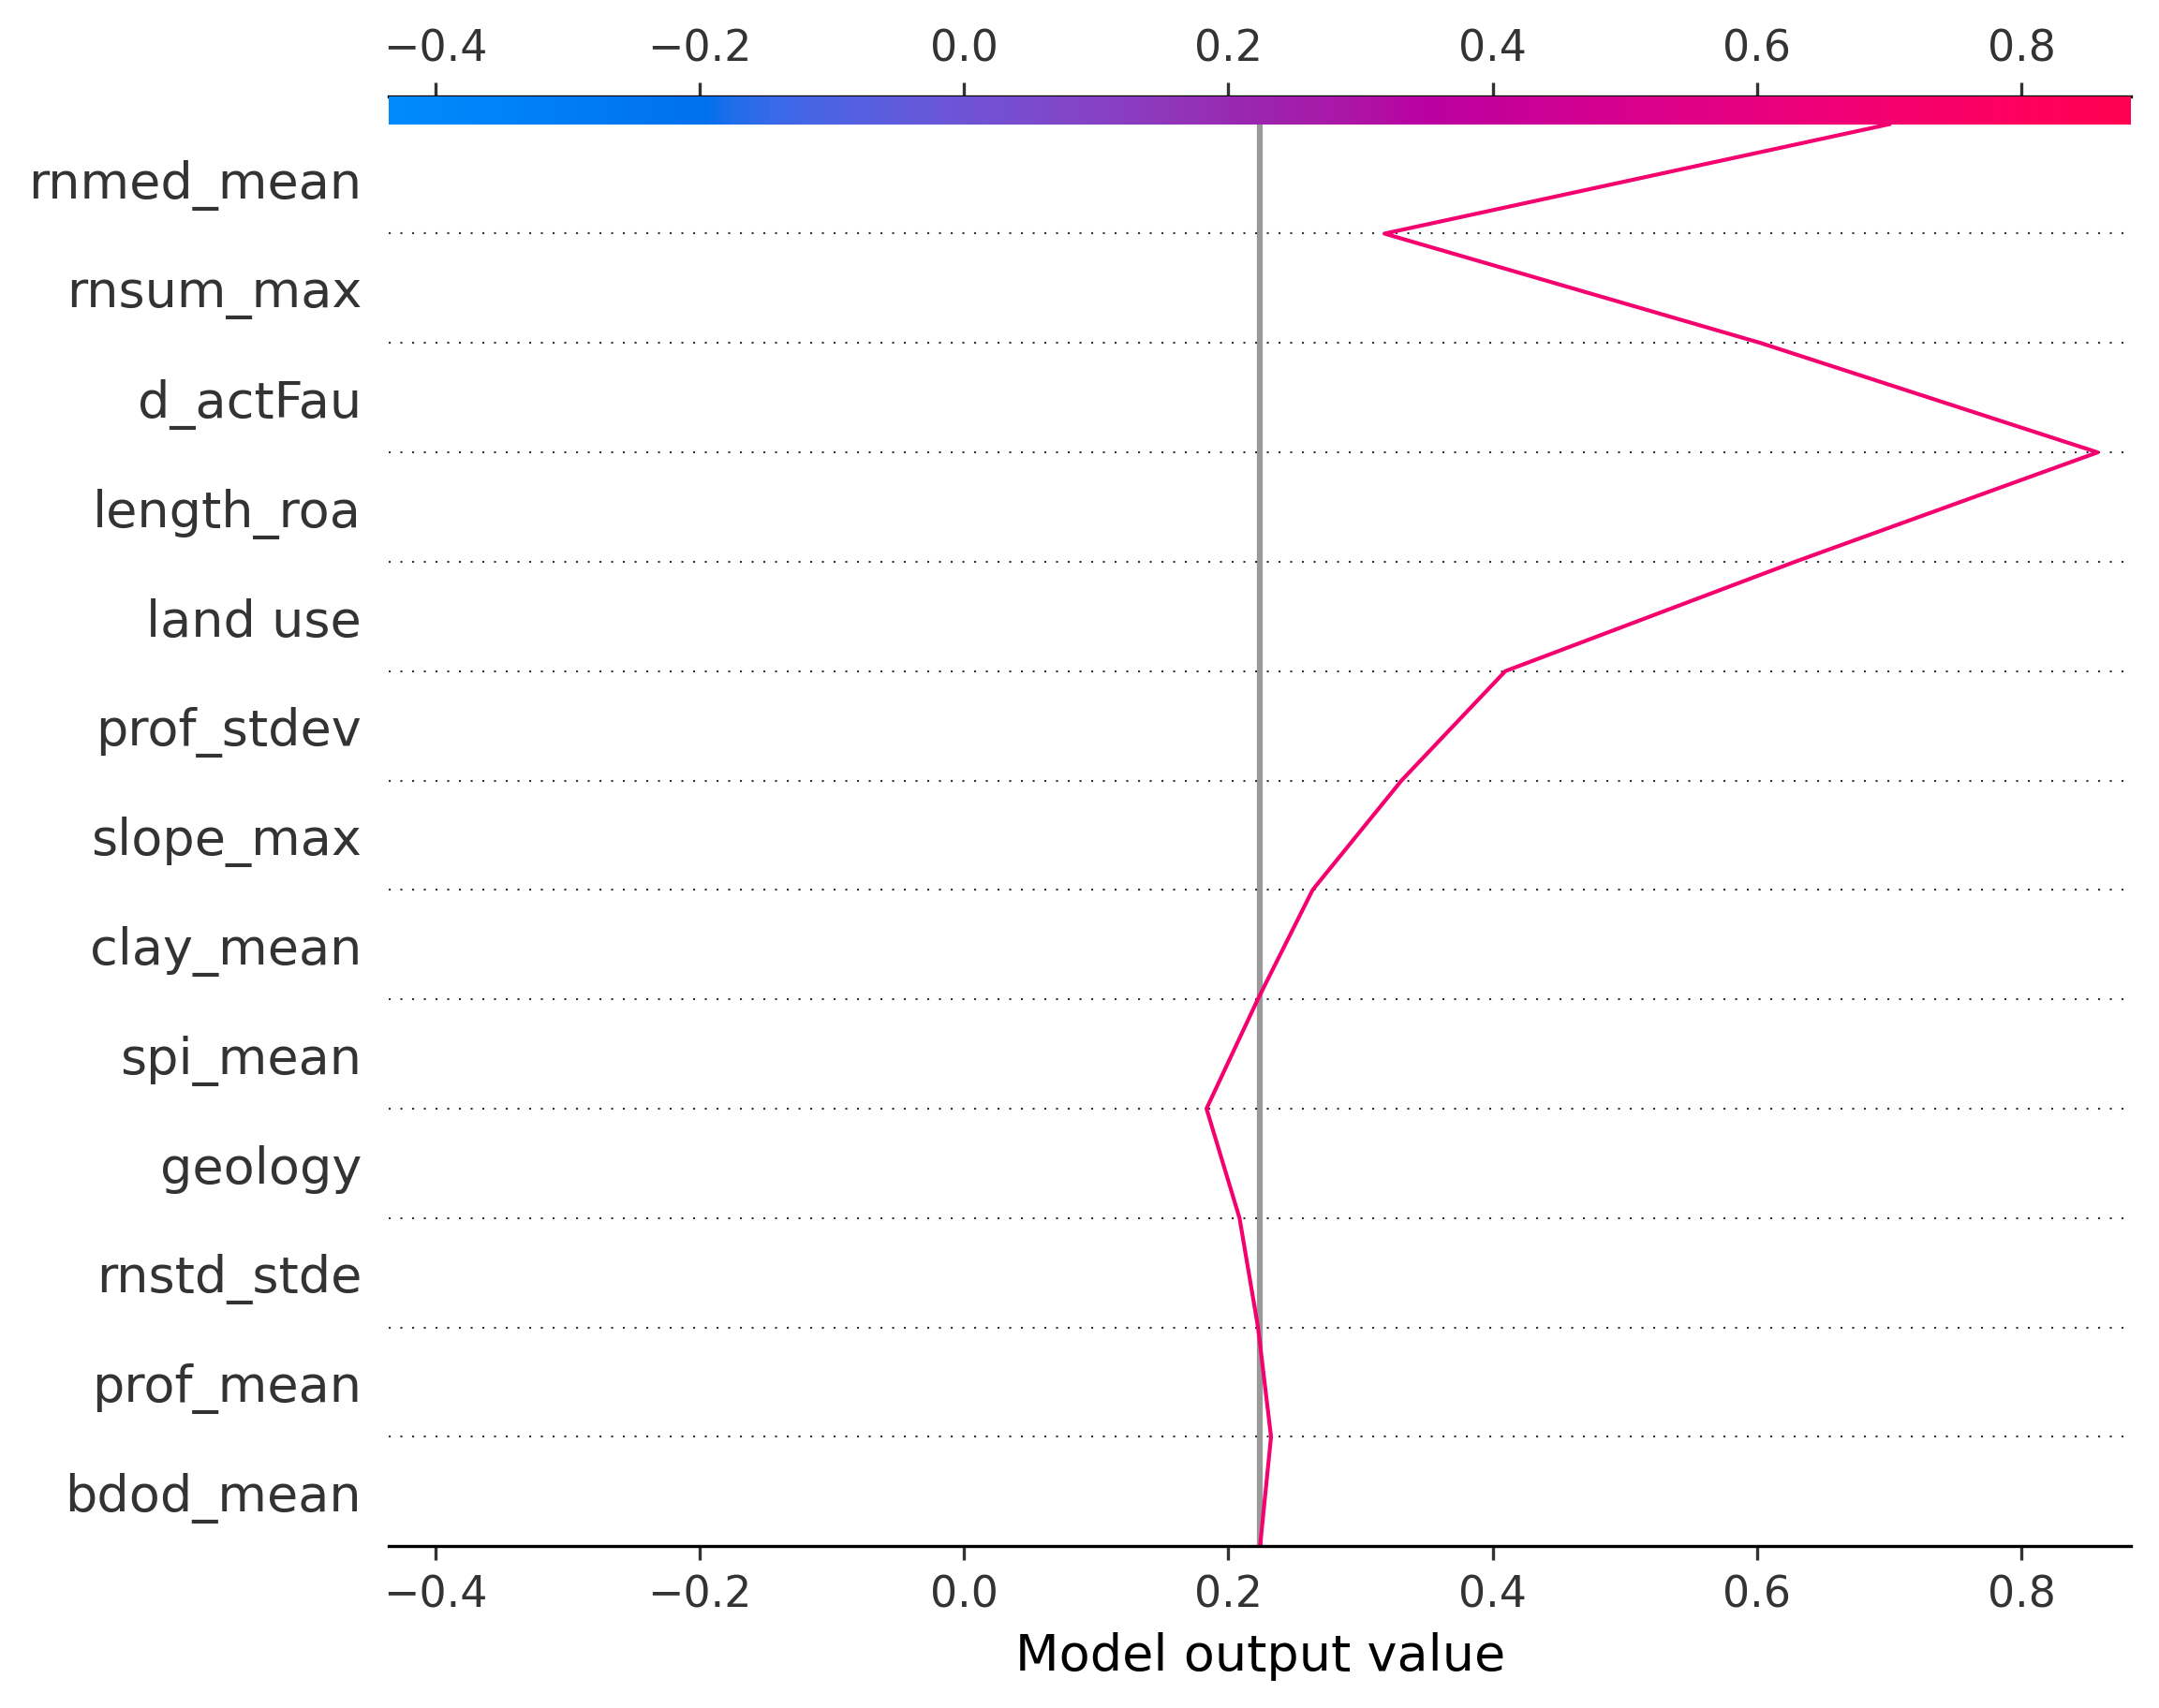 −0.4 −0.2 0.0 0.2 0.4 0.6 0.8
rnmed_mean
rnsum_max
d_actFau
length_roa
land use
prof_stdev
slope_max
clay_mean
spi_mean
geology
rnstd_stde
prof_mean
bdod_mean
−0.4 −0.2 0.0 0.2 0.4 0.6 0.8
Model output value